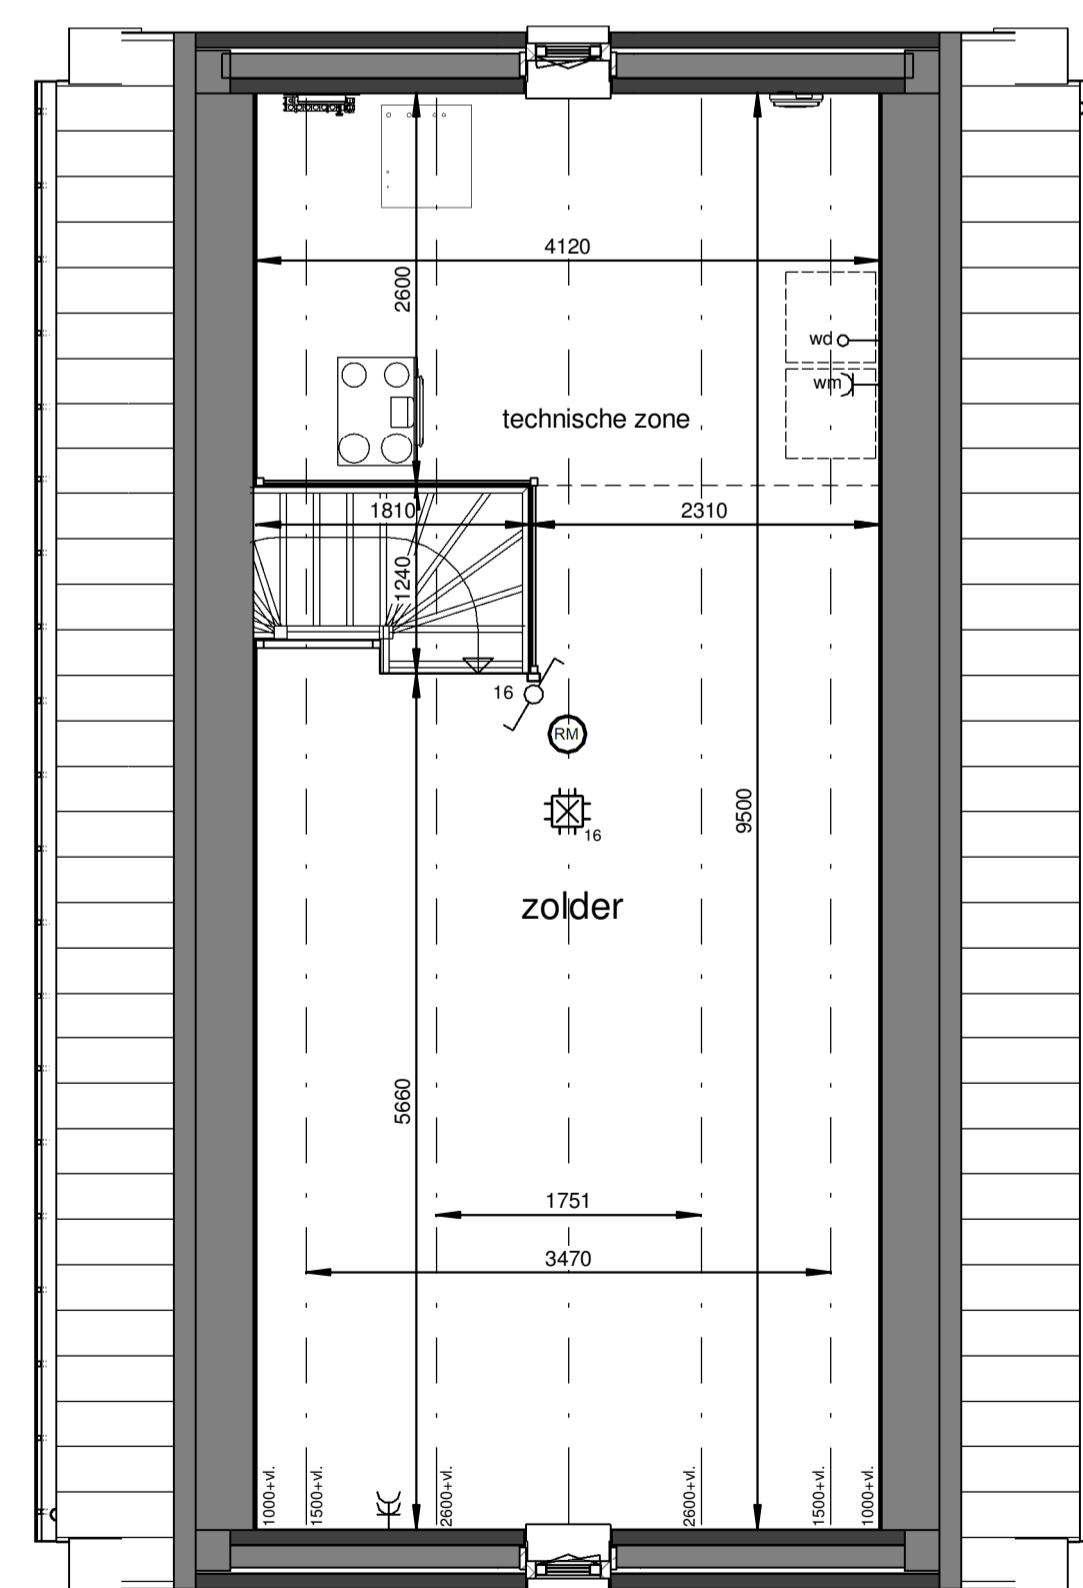 4120
2600
wd
wm
technische zone
1810
2310
1240
16
RM
16
9500
zolder
5660
1751
3470
1000+vl.
1500+vl.
2600+vl.
2600+vl.
1500+vl.
1000+vl.